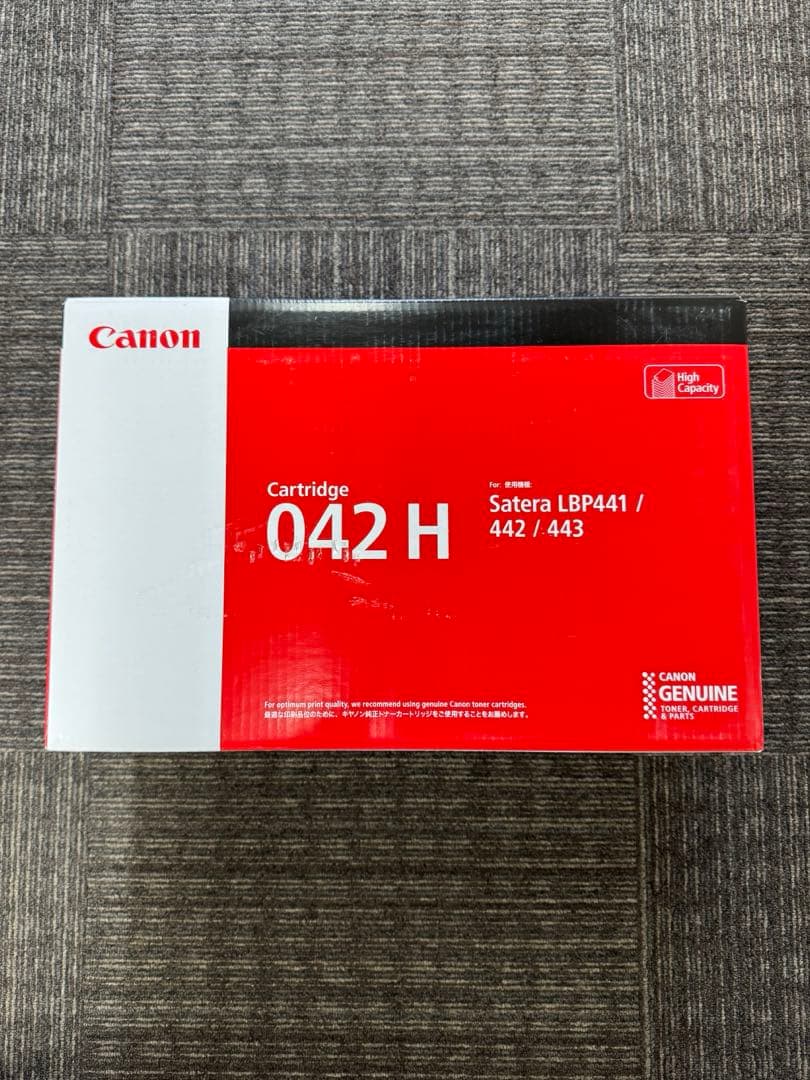 Canon
High
Capacity
Cartridge
042 H
For: 使用機種:
Satera LBP441 /
442 / 443
For optimum print quality, we recommend using genuine Canon toner cartridges.
最適な印刷品位のために、キヤノン純正トナーカートリッジをご使用することをお薦めします。
CANON
GENUINE
TONER, CARTRIDGE
& PARTS